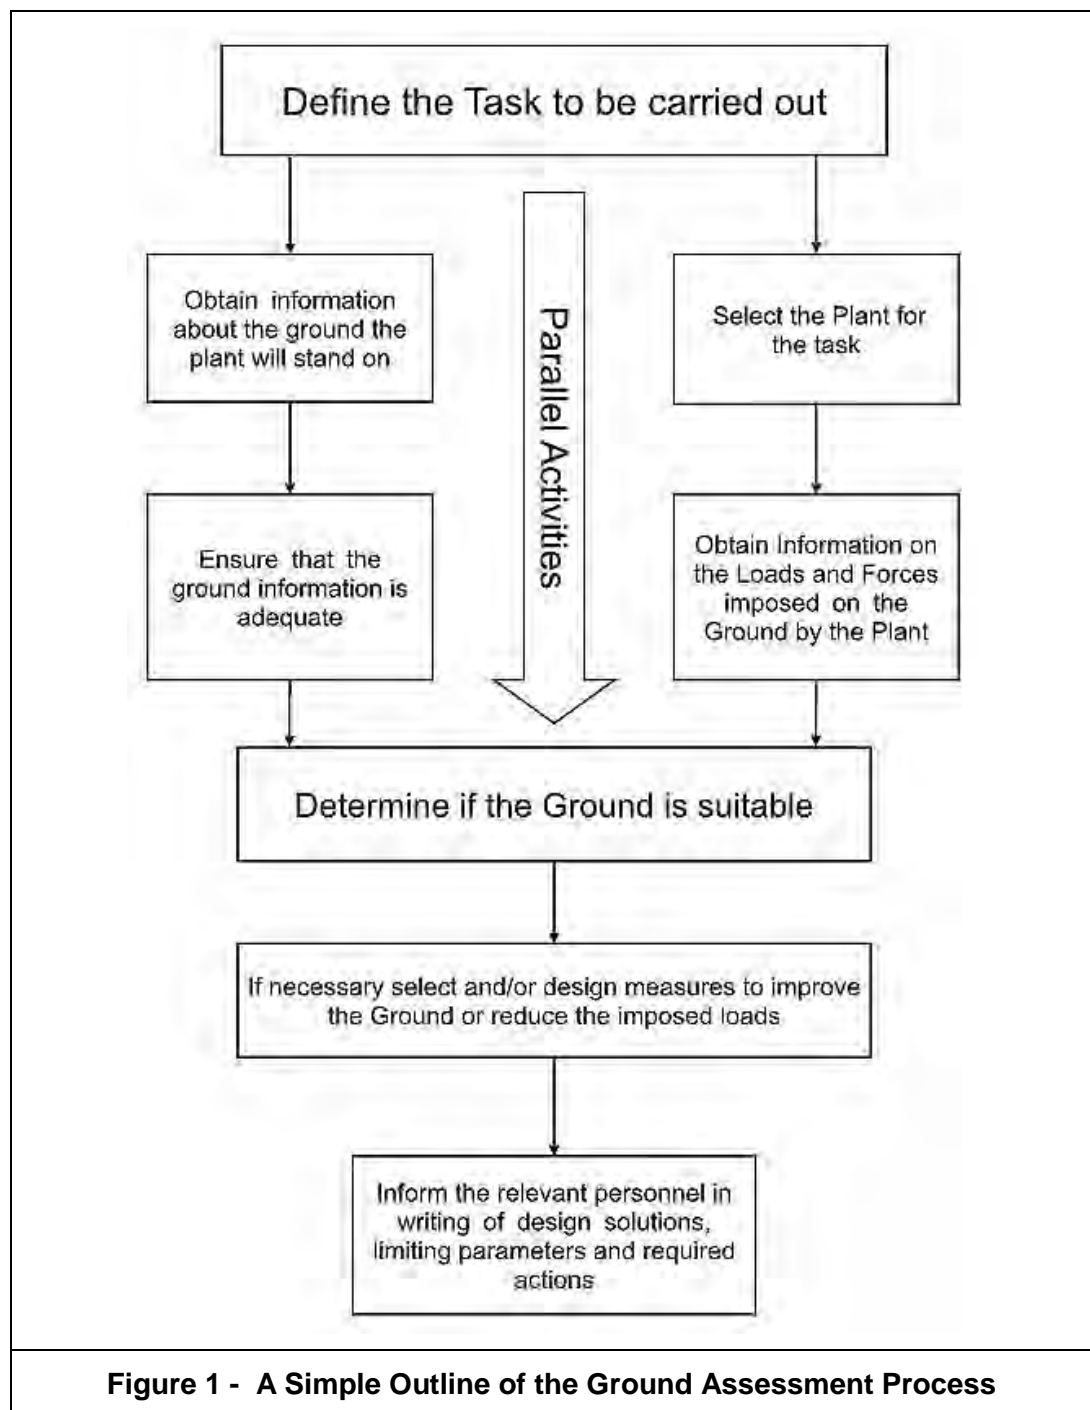 Define the Task to be carried out
Obtain information
about the ground the
plant will stand on
Ensure that the
ground information is
adequate
Parallel Activities
Select the Plant for
the task
Obtain Information on
the Loads and Forces
imposed on the
Ground by the Plant
Determine if the Ground is suitable
If necessary select and/or design measures to improve
the Ground or reduce the imposed loads
Inform the relevant personnel in
writing of design solutions,
limiting parameters and required
actions
Figure 1 - A Simple Outline of the Ground Assessment Process